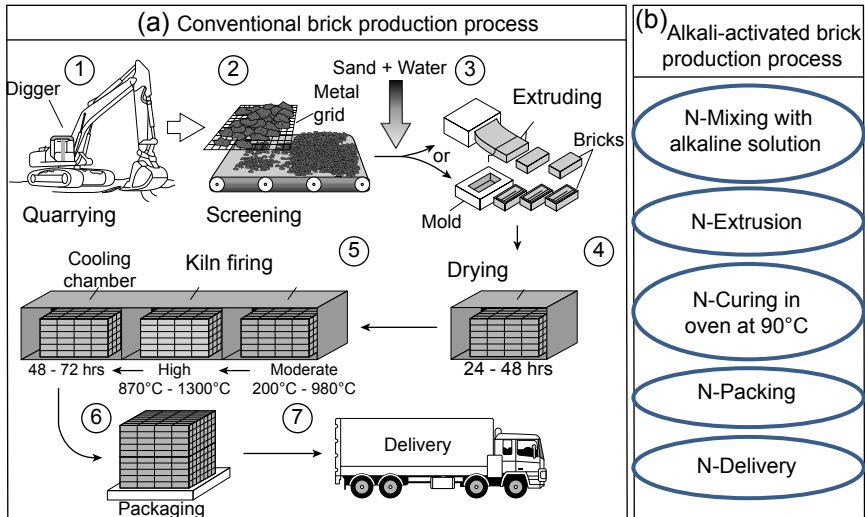 (a) Conventional brick production process
1
Digger
Quarrying
2
Metal
grid
Screening
Sand + Water
3
Extruding
Bricks
or
Mold
4
Drying
24 - 48 hrs
5
Kiln firing
Cooling
chamber
48 - 72 hrs
High
870°C - 1300°C
Moderate
200°C - 980°C
6
Packaging
7
Delivery
(b) Alkali-activated brick
production process
N-Mixing with
alkaline solution
N-Extrusion
N-Curing in
oven at 90°C
N-Packing
N-Delivery